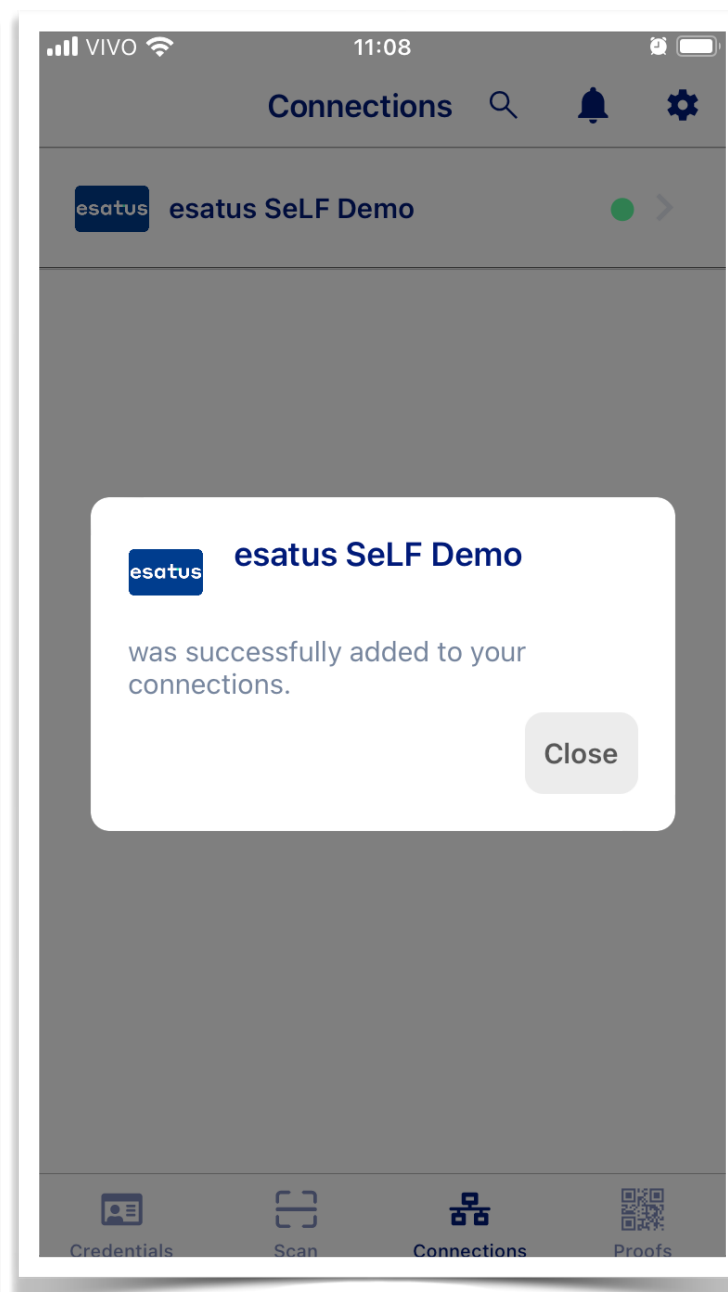 VIVO 11:08
Connections
esatus esatus SeLF Demo
esatus esatus SeLF Demo
was successfully added to your
connections.
Close
Credentials Scan Connections Proofs